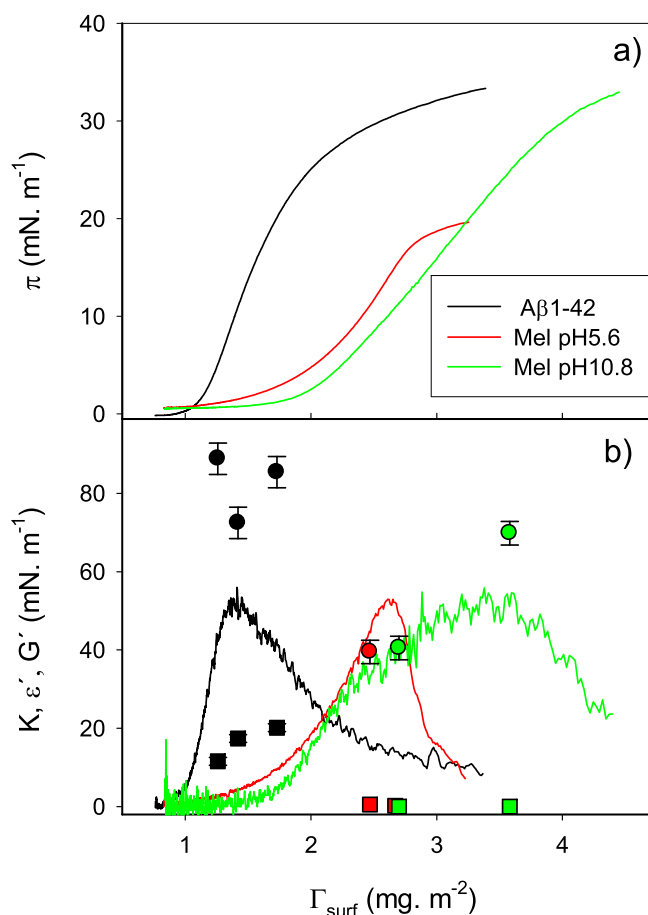 40
a)
30
20
10
0
π (mN. m-1)
Aβ1-42
Mel pH5.6
Mel pH10.8
b)
80
60
40
20
0
K, ε´, G´ (mN. m-1)
1 2 3 4
Γsurf (mg. m-2)